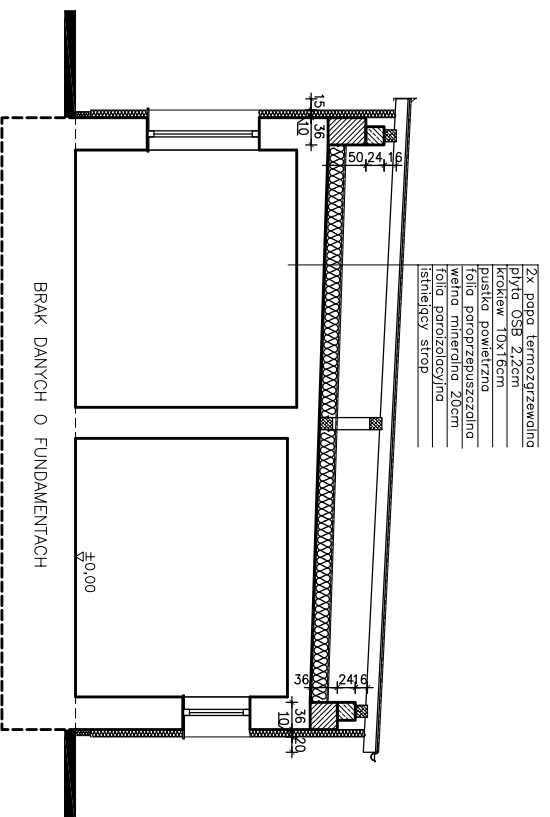 2x papa termozgrzewalna
płyta OSB 2,2cm
krokiew 10x16cm
pustka powietrzna
folia paroprzepuszczalna
wełna mineralna 20cm
folia paroizolacyjna
istniejący strop
15
36
10
50
24
16
36
24
16
36
10
20
±0,00
BRAK DANYCH O FUNDAMENTACH